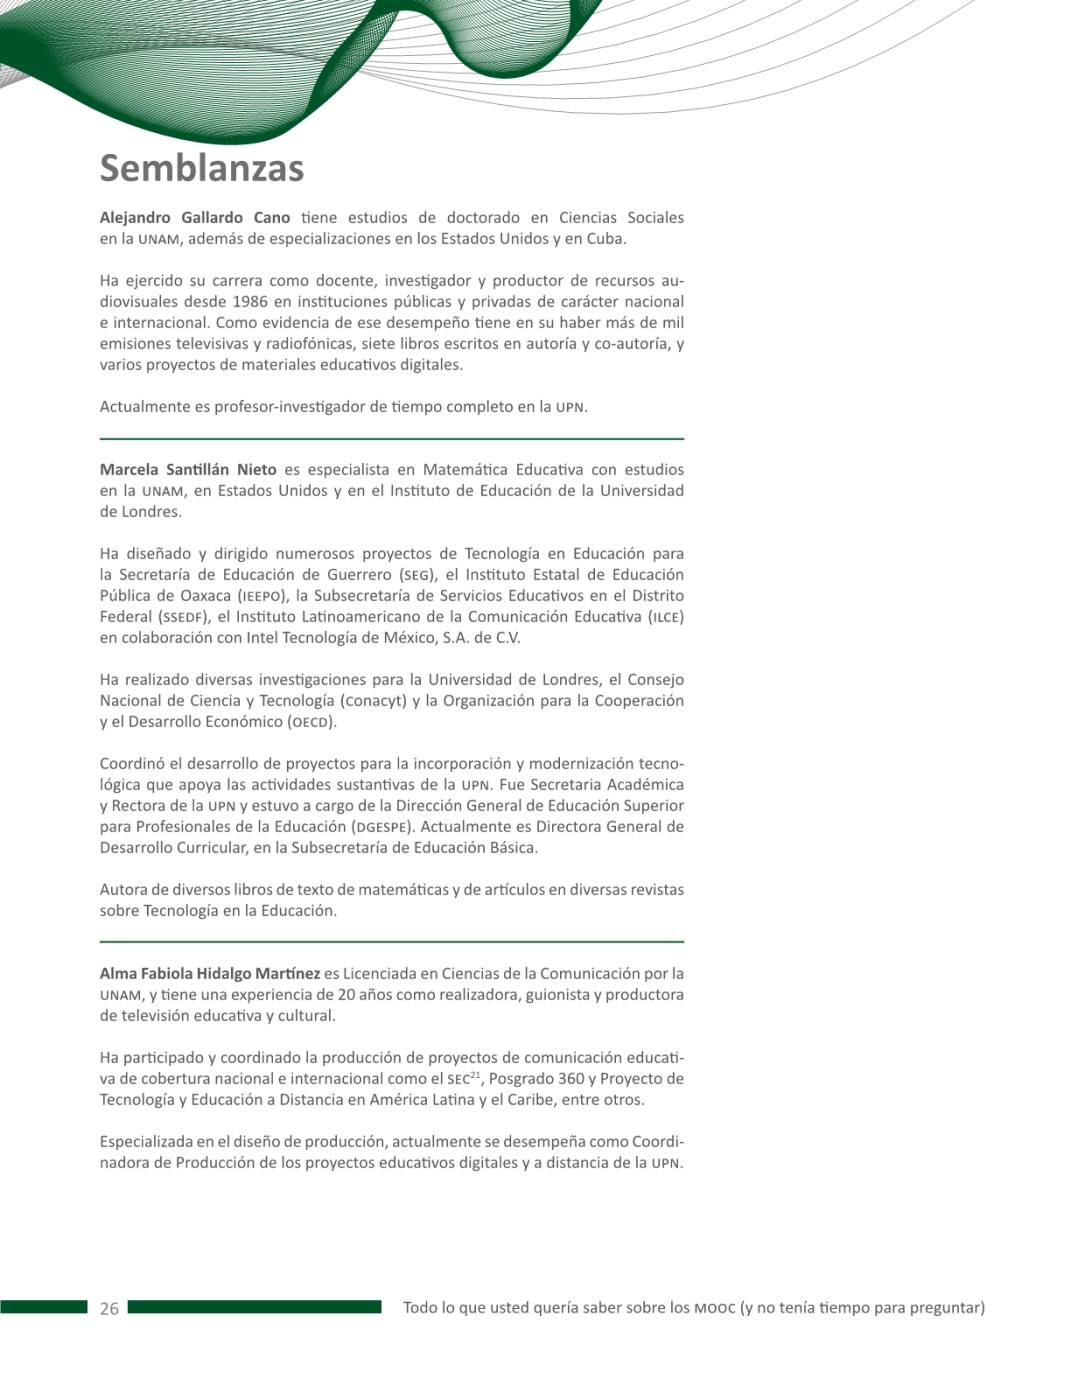 Semblanzas
Alejandro Gallardo Cano tiene estudios de doctorado en Ciencias Sociales
en la UNAM, además de especializaciones en los Estados Unidos y en Cuba.
Ha ejercido su carrera como docente, investigador y productor de recursos au-
diovisuales desde 1986 en instituciones públicas y privadas de carácter nacional
e internacional. Como evidencia de ese desempeño tiene en su haber más de mil
emisiones televisivas y radiofónicas, siete libros escritos en autoría y co-autoría, y
varios proyectos de materiales educativos digitales.
Actualmente es profesor-investigador de tiempo completo en la UPN.
Marcela Santillán Nieto es especialista en Matemática Educativa con estudios
en la UNAM, en Estados Unidos y en el Instituto de Educación de la Universidad
de Londres.
Ha diseñado y dirigido numerosos proyectos de Tecnología en Educación para
la Secretaría de Educación de Guerrero (SEG), el Instituto Estatal de Educación
Pública de Oaxaca (IEEPO), la Subsecretaría de Servicios Educativos en el Distrito
Federal (SSEDF), el Instituto Latinoamericano de la Comunicación Educativa (ILCE)
en colaboración con Intel Tecnología de México, S.A. de C.V.
Ha realizado diversas investigaciones para la Universidad de Londres, el Consejo
Nacional de Ciencia y Tecnología (Conacyt) y la Organización para la Cooperación
y el Desarrollo Económico (OECD).
Coordinó el desarrollo de proyectos para la incorporación y modernización tecno-
lógica que apoya las actividades sustantivas de la UPN. Fue Secretaria Académica
y Rectora de la UPN y estuvo a cargo de la Dirección General de Educación Superior
para Profesionales de la Educación (DGESPE). Actualmente es Directora General de
Desarrollo Curricular, en la Subsecretaría de Educación Básica.
Autora de diversos libros de texto de matemáticas y de artículos en diversas revistas
sobre Tecnología en la Educación.
Alma Fabiola Hidalgo Martínez es Licenciada en Ciencias de la Comunicación por la
UNAM, y tiene una experiencia de 20 años como realizadora, guionista y productora
de televisión educativa y cultural.
Ha participado y coordinado la producción de proyectos de comunicación educati-
va de cobertura nacional e internacional como el SEC21, Posgrado 360 y Proyecto de
Tecnología y Educación a Distancia en América Latina y el Caribe, entre otros.
Especializada en el diseño de producción, actualmente se desempeña como Coordi-
nadora de Producción de los proyectos educativos digitales y a distancia de la UPN.
26 Todo lo que usted quería saber sobre los MOOC (y no tenía tiempo para preguntar)